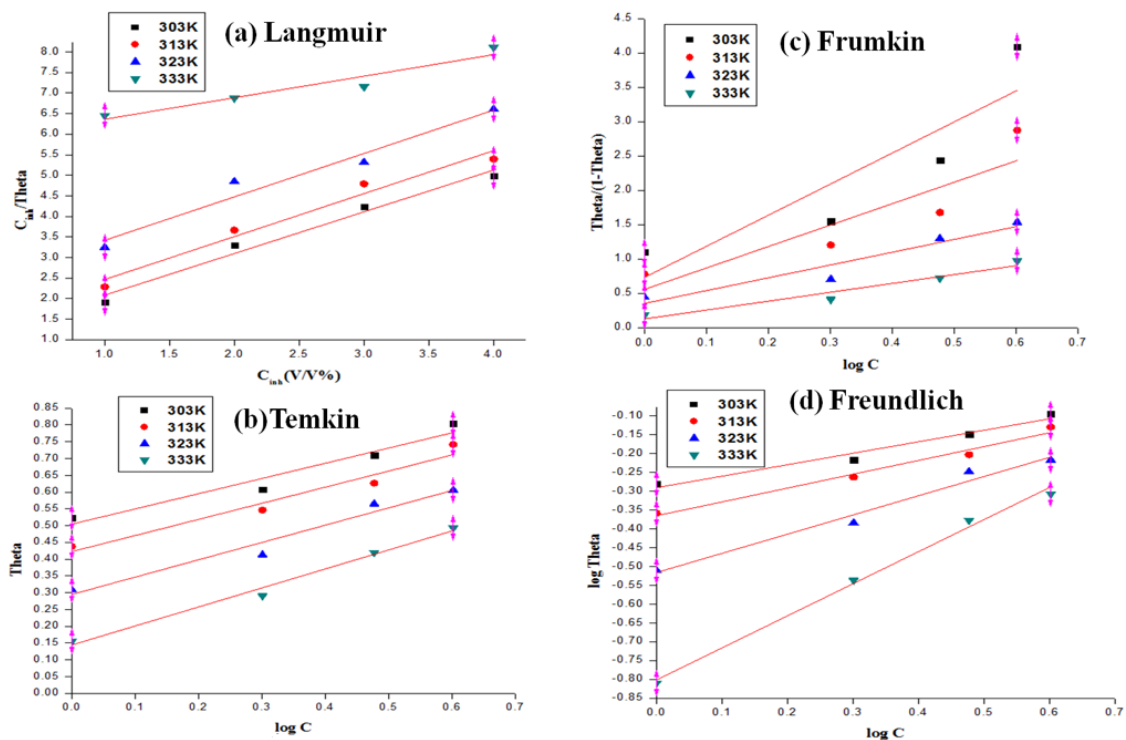 (a) Langmuir
303K
313K
323K
333K
C_inh/Theta
8.0
7.5
7.0
6.5
6.0
5.5
5.0
4.5
4.0
3.5
3.0
2.5
2.0
1.5
1.0
1.0 1.5 2.0 2.5 3.0 3.5 4.0
C_inh (V/V%)
(c) Frumkin
303K
313K
323K
333K
Theta/(1-Theta)
4.5
4.0
3.5
3.0
2.5
2.0
1.5
1.0
0.5
0.0
0.0 0.1 0.2 0.3 0.4 0.5 0.6 0.7
log C
(b) Temkin
303K
313K
323K
333K
Theta
0.85
0.80
0.75
0.70
0.65
0.60
0.55
0.50
0.45
0.40
0.35
0.30
0.25
0.20
0.15
0.10
0.05
0.00
0.0 0.1 0.2 0.3 0.4 0.5 0.6 0.7
log C
(d) Freundlich
303K
313K
323K
333K
log Theta
-0.10
-0.15
-0.20
-0.25
-0.30
-0.35
-0.40
-0.45
-0.50
-0.55
-0.60
-0.65
-0.70
-0.75
-0.80
-0.85
0.0 0.1 0.2 0.3 0.4 0.5 0.6 0.7
log C